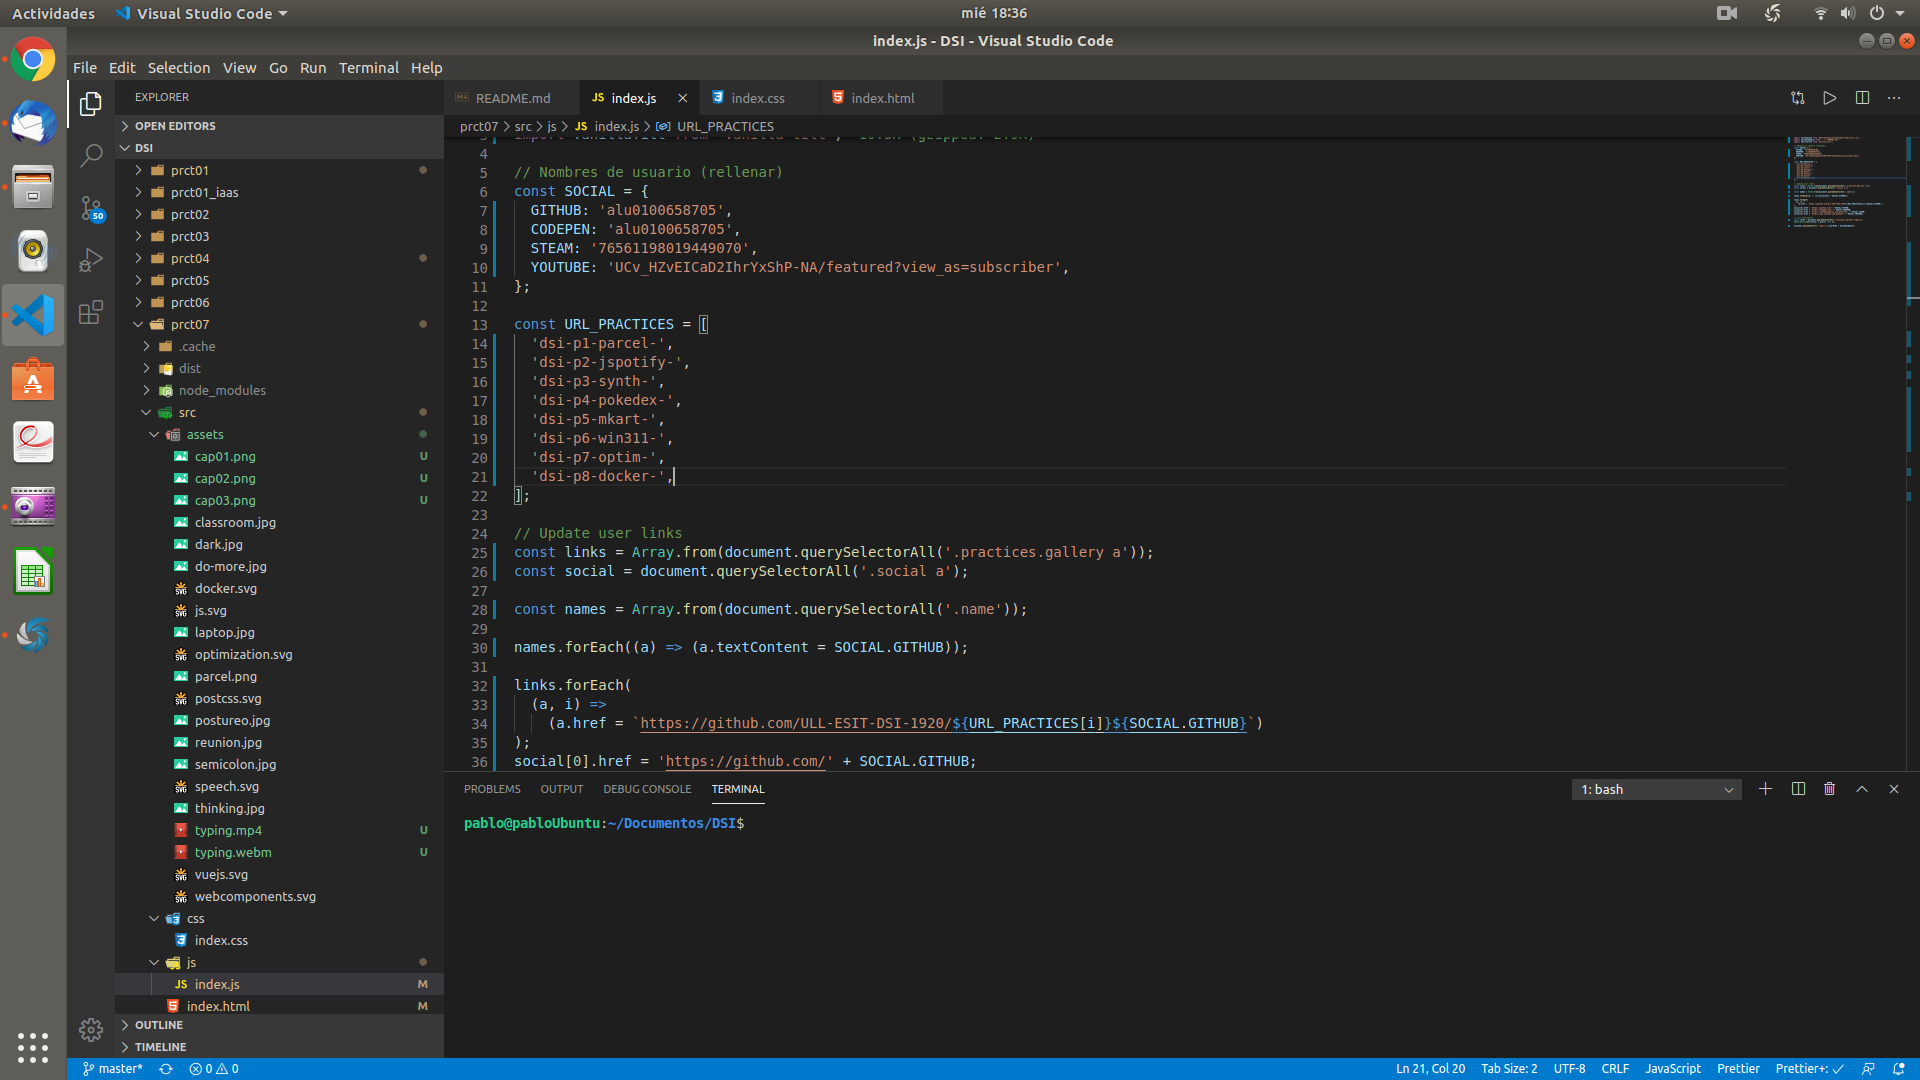 Actividades
Visual Studio Code
mié 18:36
index.js - DSI - Visual Studio Code
File Edit Selection View Go Run Terminal Help
EXPLORER
OPEN EDITORS
DSI
prct01
prct01_iaas
prct02
prct03
prct04
prct05
prct06
prct07
.cache
dist
node_modules
src
assets
cap01.png U
cap02.png U
cap03.png U
classroom.jpg
dark.jpg
do-more.jpg
docker.svg
js.svg
laptop.jpg
optimization.svg
parcel.png
postcss.svg
postureo.jpg
reunion.jpg
semicolon.jpg
speech.svg
thinking.jpg
typing.mp4 U
typing.webm U
vuejs.svg
webcomponents.svg
css
index.css
js
index.js M
index.html M
OUTLINE
TIMELINE
50
README.md
index.js
index.css
index.html
prct07 > src > js > JS index.js > URL_PRACTICES
4
5 // Nombres de usuario (rellenar)
6 const SOCIAL = {
7 GITHUB: 'alu0100658705',
8 CODEPEN: 'alu0100658705',
9 STEAM: '76561198019449070',
10 YOUTUBE: 'UCv_HZvEICaD2IhrYxShP-NA/featured?view_as=subscriber',
11 };
12
13 const URL_PRACTICES = [
14 'dsi-p1-parcel-',
15 'dsi-p2-jspotify-',
16 'dsi-p3-synth-',
17 'dsi-p4-pokedex-',
18 'dsi-p5-mkart-',
19 'dsi-p6-win311-',
20 'dsi-p7-optim-',
21 'dsi-p8-docker-',
22 ];
23
24 // Update user links
25 const links = Array.from(document.querySelectorAll('.practices.gallery a'));
26 const social = document.querySelectorAll('.social a');
27
28 const names = Array.from(document.querySelectorAll('.name'));
29
30 names.forEach((a) => (a.textContent = SOCIAL.GITHUB));
31
32 links.forEach(
33 (a, i) =>
34 (a.href = `https://github.com/ULL-ESIT-DSI-1920/${URL_PRACTICES[i]}${SOCIAL.GITHUB}`)
35 );
36 social[0].href = 'https://github.com/' + SOCIAL.GITHUB;
PROBLEMS OUTPUT DEBUG CONSOLE TERMINAL
1: bash
pablo@pabloUbuntu:~/Documentos/DSI$
master* 0 0
Ln 21, Col 20 Tab Size: 2 UTF-8 CRLF JavaScript Prettier Prettier+: ✓